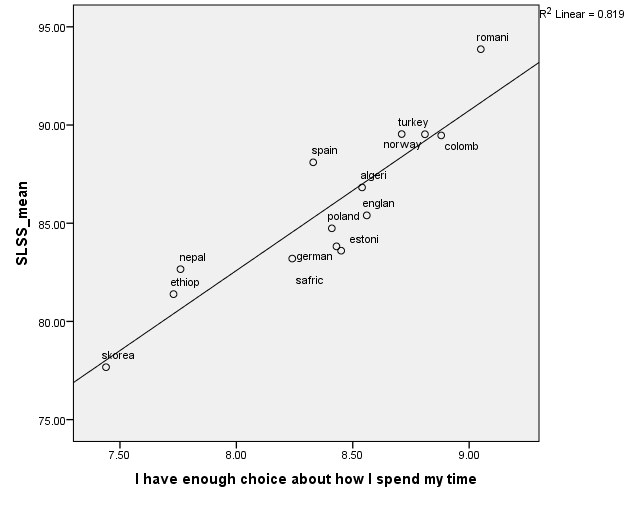 R2 Linear = 0.819
95.00
90.00
85.00
80.00
75.00
SLSS_mean
romani
turkey
norway
colomb
spain
algeri
englan
poland
estoni
german
safric
nepal
ethiop
skorea
7.50 8.00 8.50 9.00
I have enough choice about how I spend my time